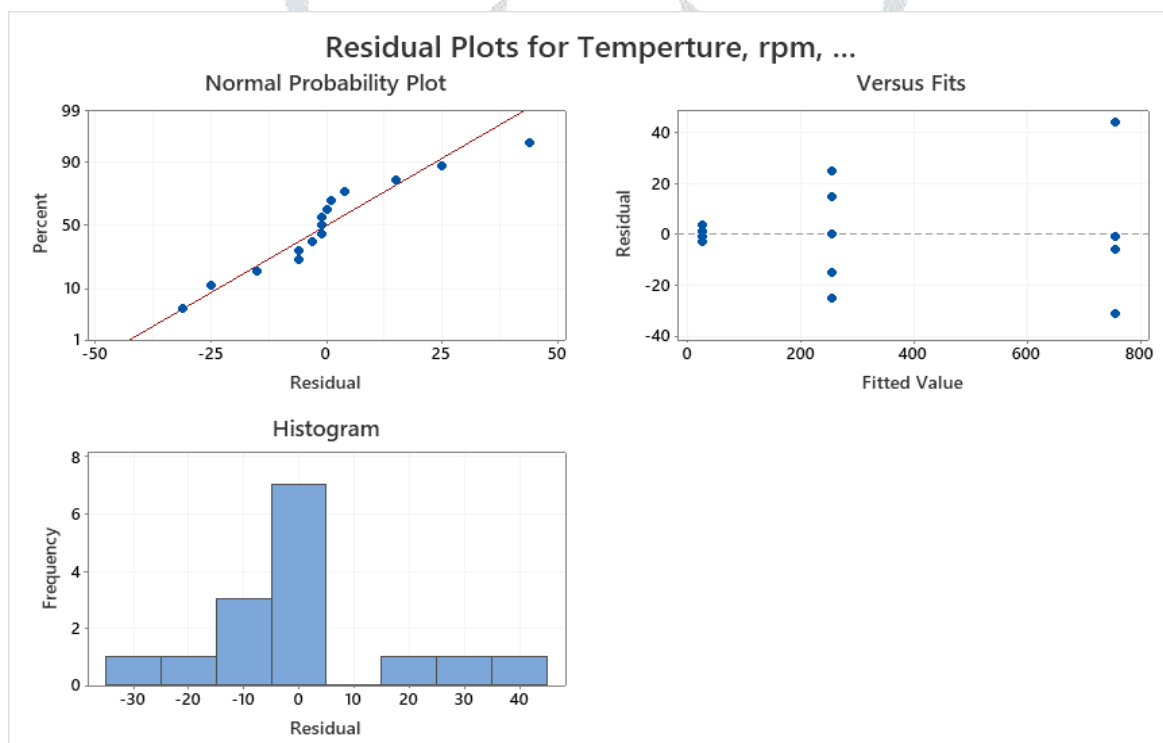 Residual Plots for Temperture, rpm, ...
Normal Probability Plot
99
90
50
10
1
Percent
-50 -25 0 25 50
Residual
Versus Fits
40
20
0
-20
-40
Residual
0 200 400 600 800
Fitted Value
Histogram
8
6
4
2
0
Frequency
-30 -20 -10 0 10 20 30 40
Residual